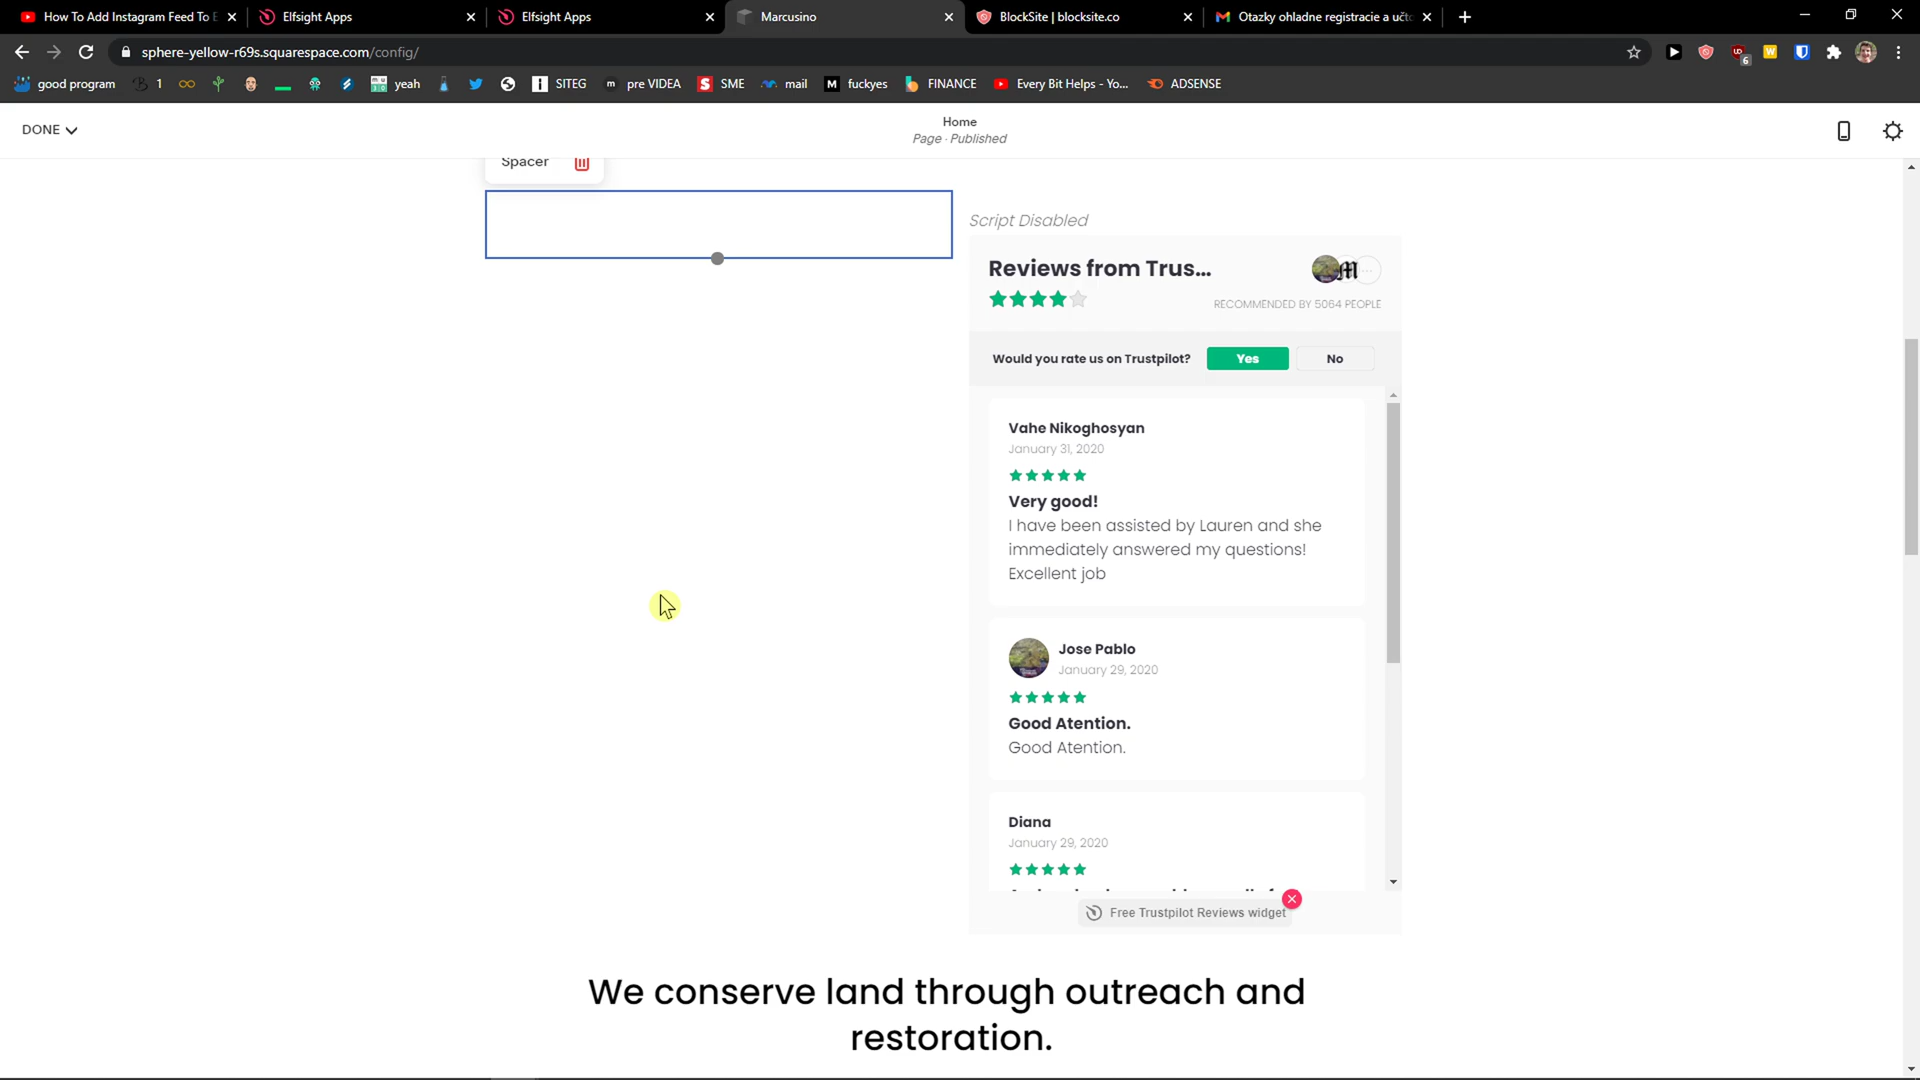 How To Add Instagram Feed To E
Elfsight Apps
Elfsight Apps
Marcusino
BlockSite | blocksite.co
Otazky ohladne registracie a učto
sphere-yellow-r69s.squarespace.com/config/
6
good program
1
yeah
SITEG
m
pre VIDEA
S
SME
mail
M
fuckyes
FINANCE
Every Bit Helps - Yo...
ADSENSE
DONE
Home
Page · Published
Spacer
Script Disabled
Reviews from Trus...
RECOMMENDED BY 5064 PEOPLE
Would you rate us on Trustpilot?
Yes
No
Vahe Nikoghosyan
January 31, 2020
Very good!
I have been assisted by Lauren and she
immediately answered my questions!
Excellent job
Jose Pablo
January 29, 2020
Good Atention.
Good Atention.
Diana
January 29, 2020
Free Trustpilot Reviews widget
We conserve land through outreach and
restoration.